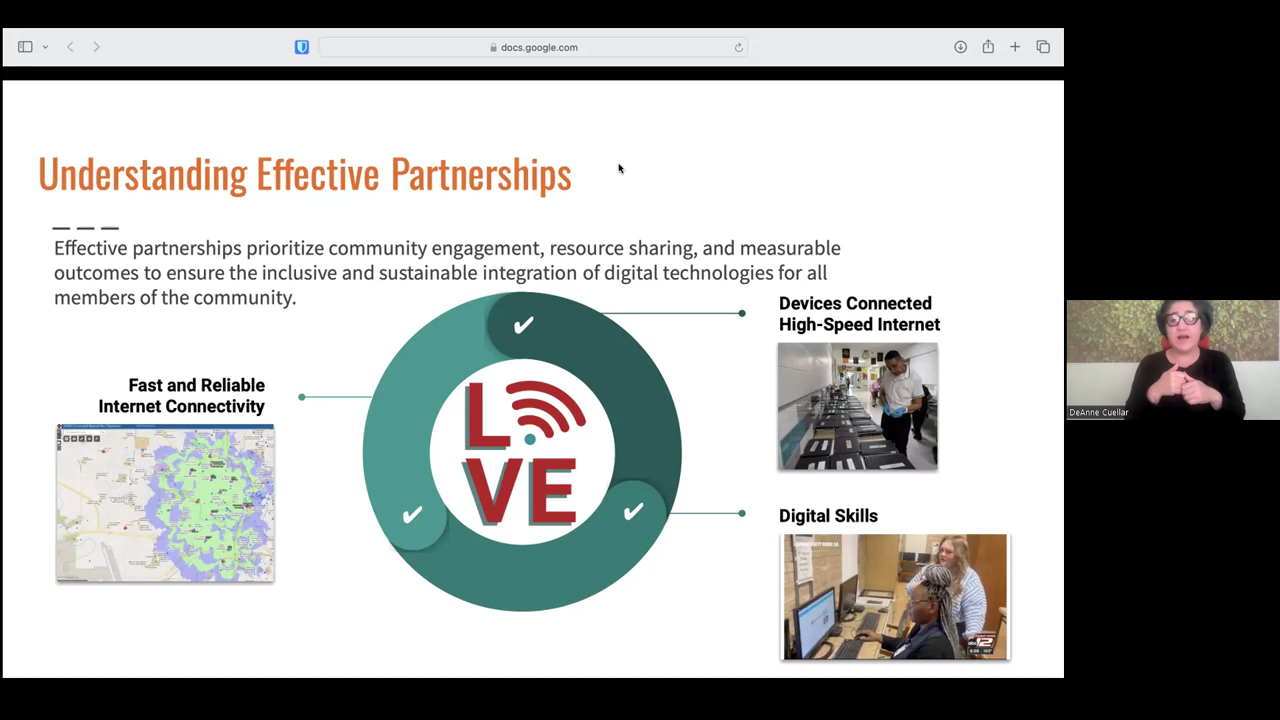 docs.google.com
Understanding Effective Partnerships
Effective partnerships prioritize community engagement, resource sharing, and measurable
outcomes to ensure the inclusive and sustainable integration of digital technologies for all
members of the community.
Devices Connected
High-Speed Internet
Fast and Reliable
Internet Connectivity
L
VE
Digital Skills
12
DeAnne Cuellar